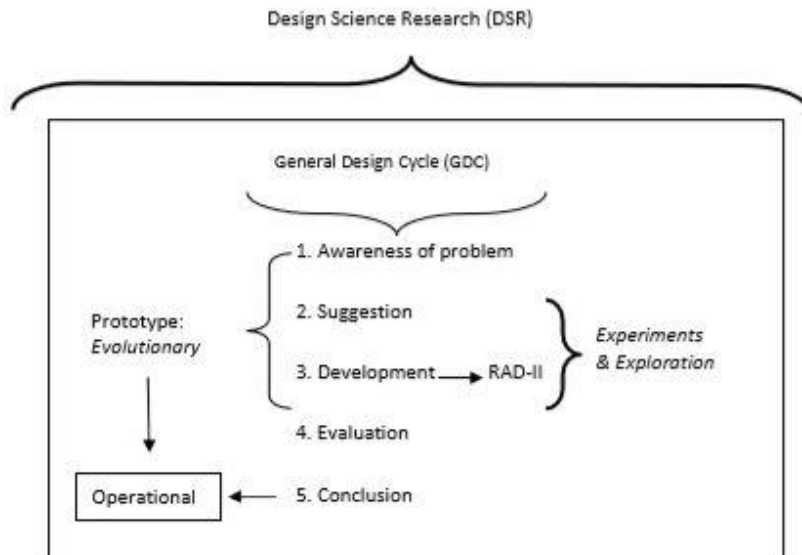 Design Science Research (DSR)
General Design Cycle (GDC)
1. Awareness of problem
2. Suggestion
Prototype:
Evolutionary
Experiments
& Exploration
3. Development
RAD-II
4. Evaluation
Operational
5. Conclusion